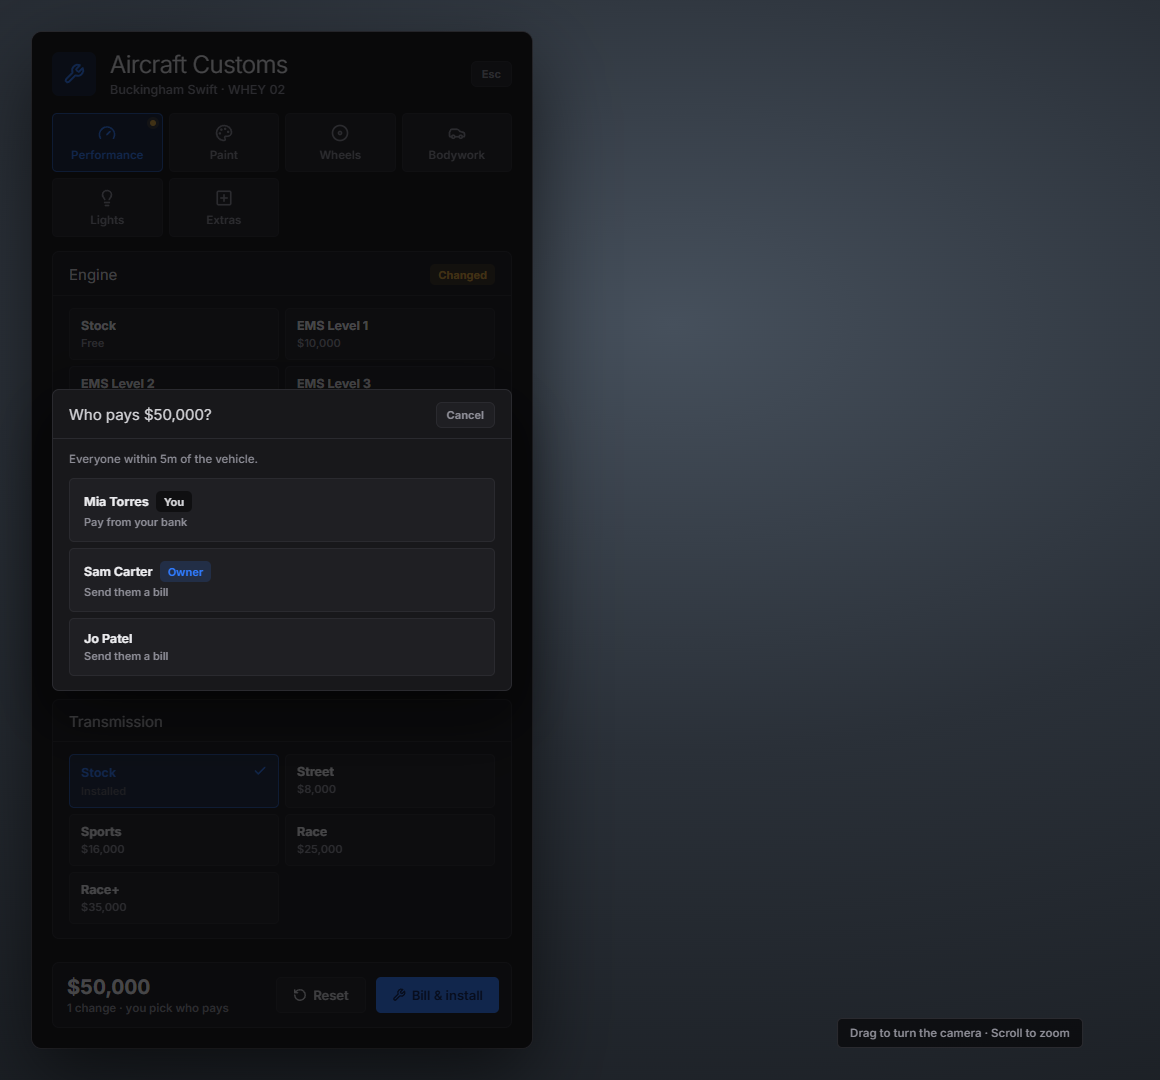 Aircraft Customs
Buckingham Swift · WHEY 02
Esc
Performance
Paint
Wheels
Bodywork
Lights
Extras
Engine
Changed
Stock
Free
EMS Level 1
$10,000
EMS Level 2
EMS Level 3
Who pays $50,000?
Cancel
Everyone within 5m of the vehicle.
Mia Torres You
Pay from your bank
Sam Carter Owner
Send them a bill
Jo Patel
Send them a bill
Transmission
Stock
Installed
Street
$8,000
Sports
$16,000
Race
$25,000
Race+
$35,000
$50,000
1 change · you pick who pays
Reset
Bill & install
Drag to turn the camera · Scroll to zoom